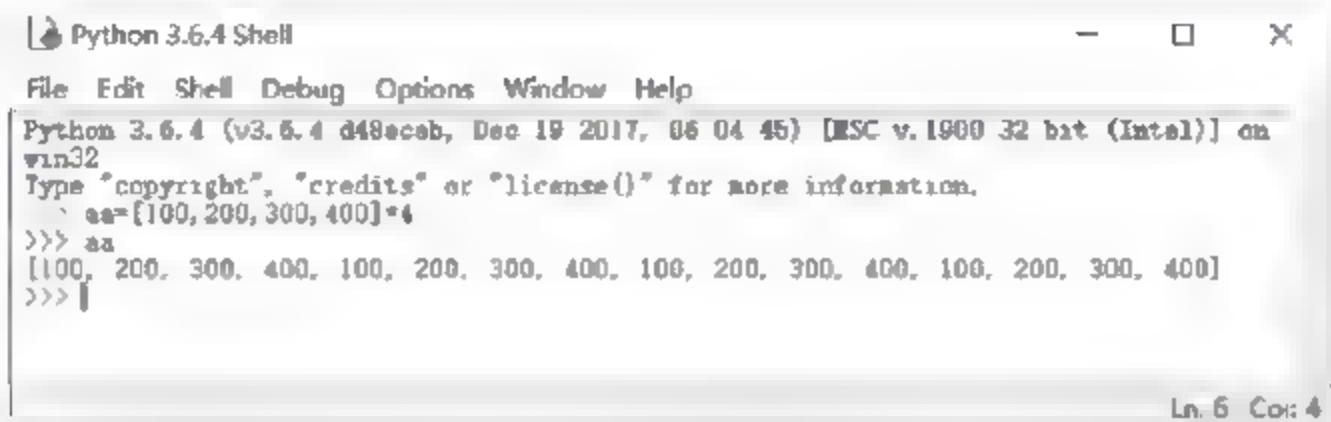 Python 3.6.4 Shell
File Edit Shell Debug Options Window Help
Python 3.6.4 (v3.6.4 d48eceb, Dec 19 2017, 06 04 45) [MSC v.1900 32 bit (Intel)] on
win32
Type "copyright", "credits" or "license()" for more information.
aa=[100,200,300,400]*4
>>> aa
[100, 200, 300, 400, 100, 200, 300, 400, 100, 200, 300, 400, 100, 200, 300, 400]
>>>
Ln: 6 Col: 4